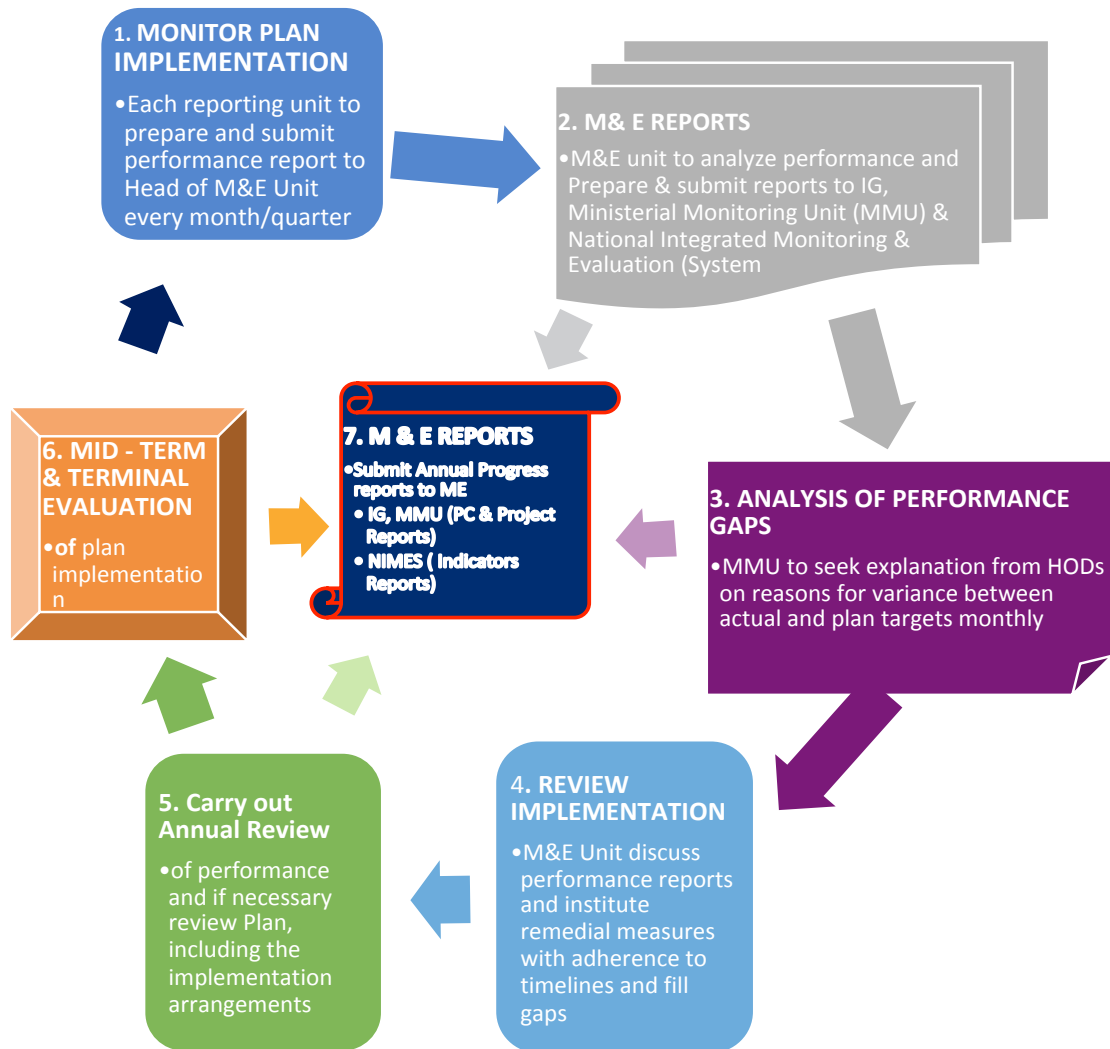 1. MONITOR PLAN
IMPLEMENTATION
•Each reporting unit to
prepare and submit
performance report to
Head of M&E Unit
every month/quarter
2. M& E REPORTS
•M&E unit to analyze performance and
Prepare & submit reports to IG,
Ministerial Monitoring Unit (MMU) &
National Integrated Monitoring &
Evaluation (System
3. ANALYSIS OF PERFORMANCE
GAPS
•MMU to seek explanation from HODs
on reasons for variance between
actual and plan targets monthly
4. REVIEW
IMPLEMENTATION
•M&E Unit discuss
performance reports
and institute
remedial measures
with adherence to
timelines and fill
gaps
5. Carry out
Annual Review
•of performance
and if necessary
review Plan,
including the
implementation
arrangements
6. MID - TERM
& TERMINAL
EVALUATION
•of plan
implementatio
n
7. M & E REPORTS
•Submit Annual Progress
reports to ME
• IG, MMU (PC & Project
Reports)
• NIMES ( Indicators
Reports)